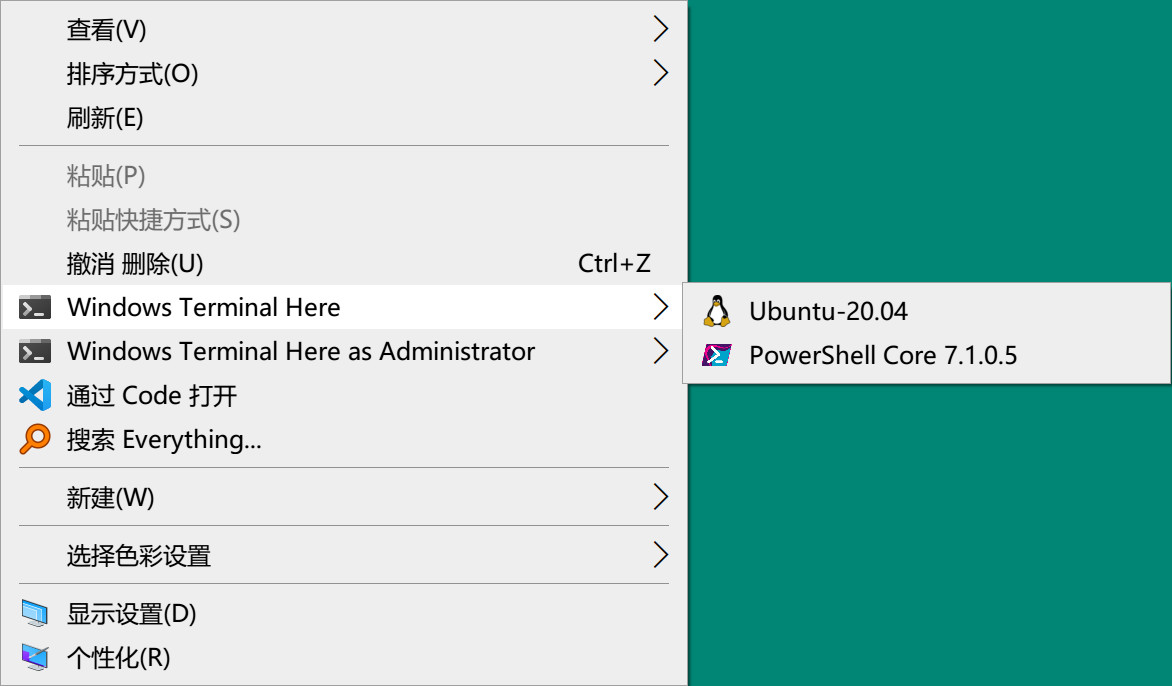 查看(V)
排序方式(O)
刷新(E)
粘贴(P)
粘贴快捷方式(S)
撤消 删除(U) Ctrl+Z
Windows Terminal Here
Ubuntu-20.04
Windows Terminal Here as Administrator
PowerShell Core 7.1.0.5
通过 Code 打开
搜索 Everything...
新建(W)
选择色彩设置
显示设置(D)
个性化(R)